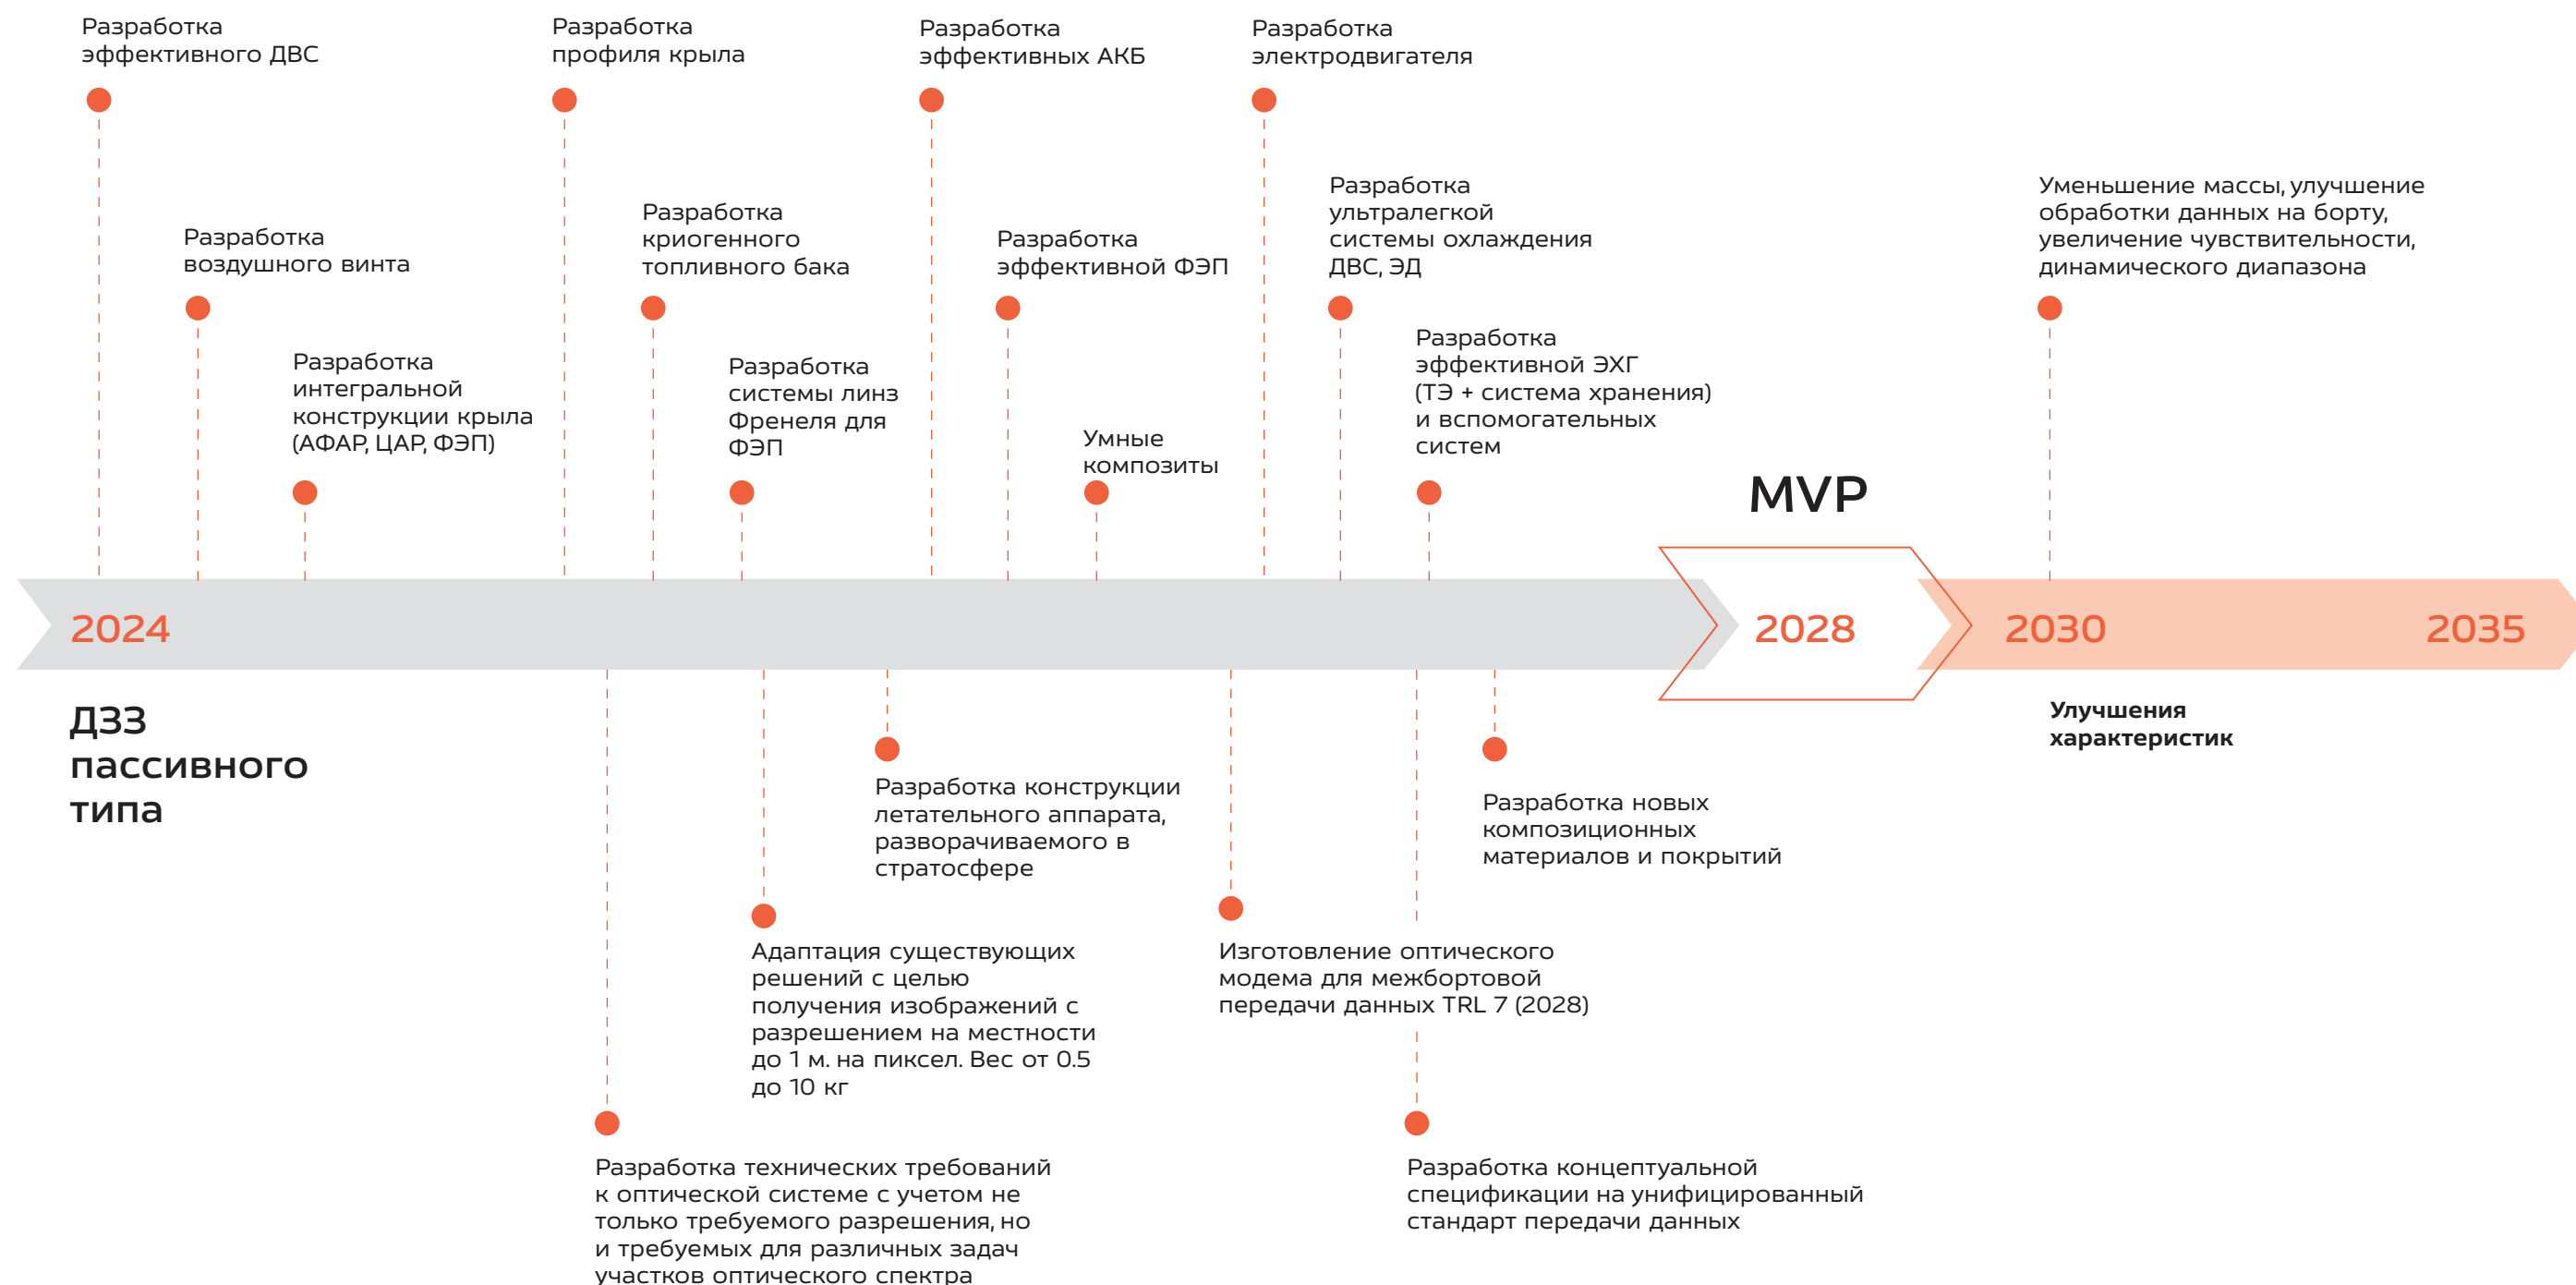 Разработка
эффективного ДВС
Разработка
профиля крыла
Разработка
эффективных АКБ
Разработка
электродвигателя
Разработка
воздушного винта
Разработка
криогенного
топливного бака
Разработка
эффективной ФЭП
Разработка
ультралегкой
системы охлаждения
ДВС, ЭД
Уменьшение массы, улучшение
обработки данных на борту,
увеличение чувствительности,
динамического диапазона
Разработка
интегральной
конструкции крыла
(АФАР, ЦАР, ФЭП)
Разработка
системы линз
Френеля для
ФЭП
Умные
композиты
Разработка
эффективной ЭХГ
(ТЭ + система хранения)
и вспомогательных
систем
MVP
2024
2028
2030
2035
ДЗЗ
пассивного
типа
Улучшения
характеристик
Разработка конструкции
летательного аппарата,
разворачиваемого в
стратосфере
Разработка новых
композиционных
материалов и покрытий
Адаптация существующих
решений с целью
получения изображений с
разрешением на местности
до 1 м. на пиксел. Вес от 0.5
до 10 кг
Изготовление оптического
модема для межбортовой
передачи данных TRL 7 (2028)
Разработка технических требований
к оптической системе с учетом не
только требуемого разрешения, но
и требуемых для различных задач
участков оптического спектра
Разработка концептуальной
спецификации на унифицированный
стандарт передачи данных